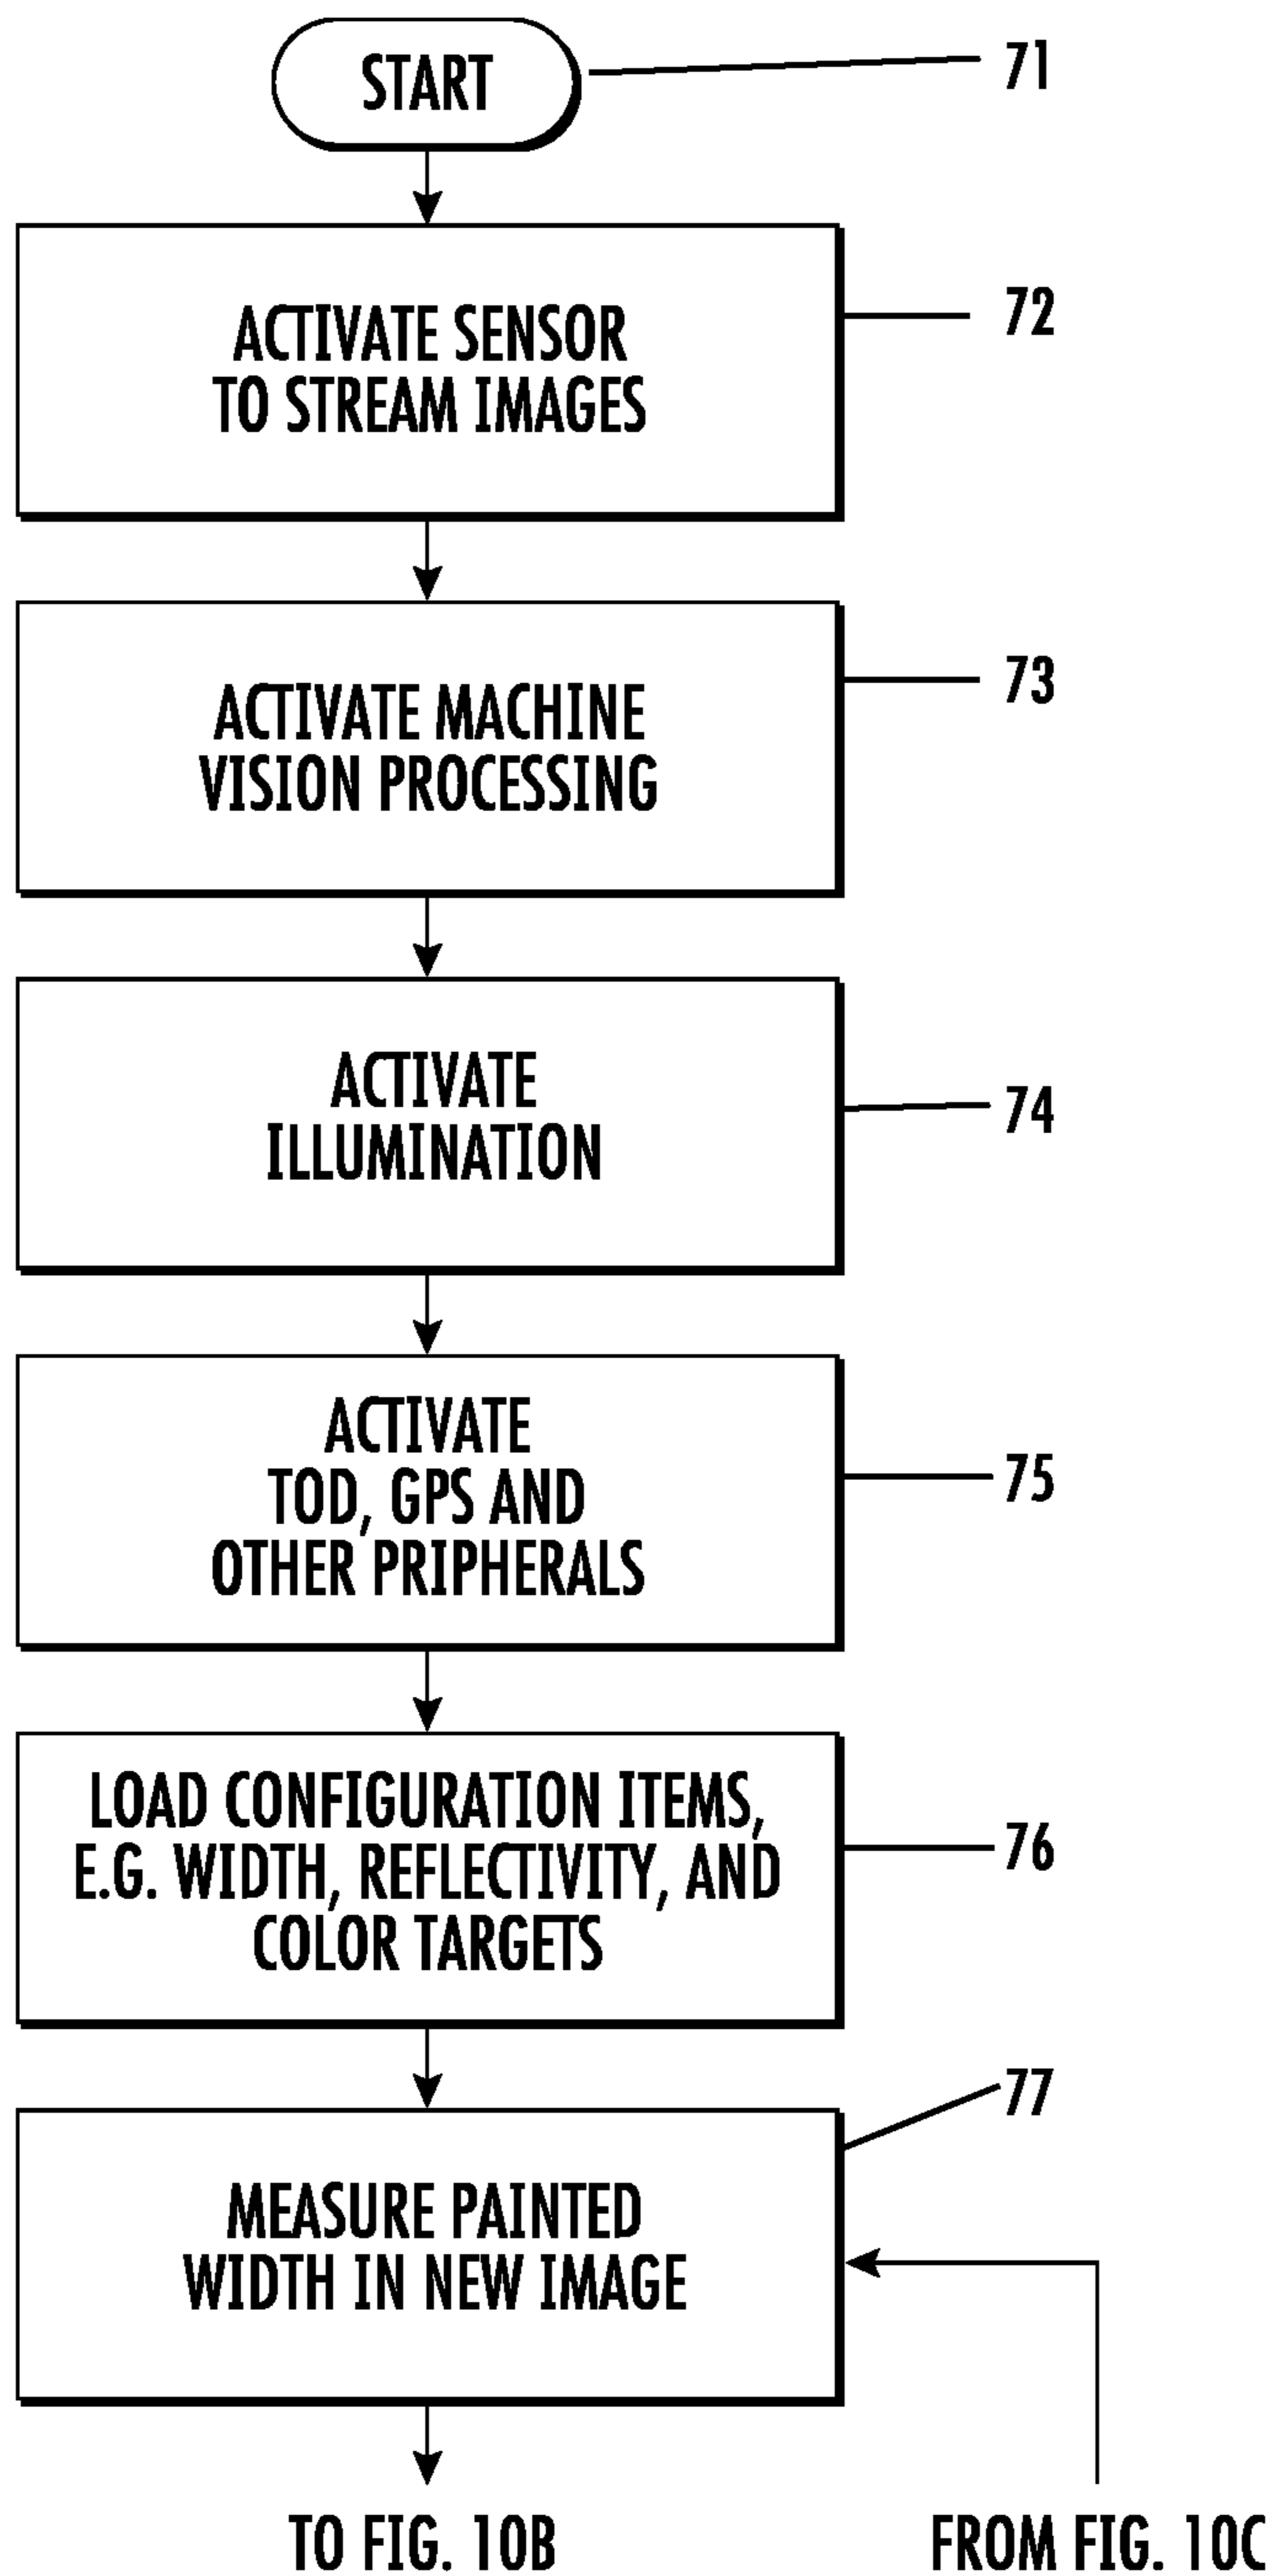 START
71
ACTIVATE SENSOR
TO STREAM IMAGES
72
ACTIVATE MACHINE
VISION PROCESSING
73
ACTIVATE
ILLUMINATION
74
ACTIVATE
TOD, GPS AND
OTHER PRIPHERALS
75
LOAD CONFIGURATION ITEMS,
E.G. WIDTH, REFLECTIVITY, AND
COLOR TARGETS
76
77
MEASURE PAINTED
WIDTH IN NEW IMAGE
TO FIG. 10B
FROM FIG. 10C